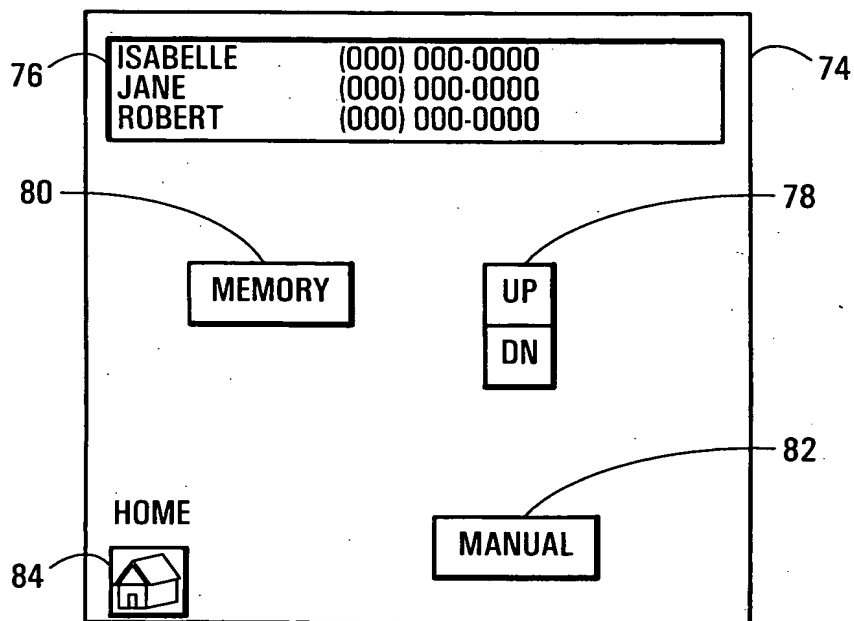 ISABELLE (000) 000-0000
JANE (000) 000-0000
ROBERT (000) 000-0000
76
74
80
78
MEMORY
UP
DN
82
HOME
MANUAL
84